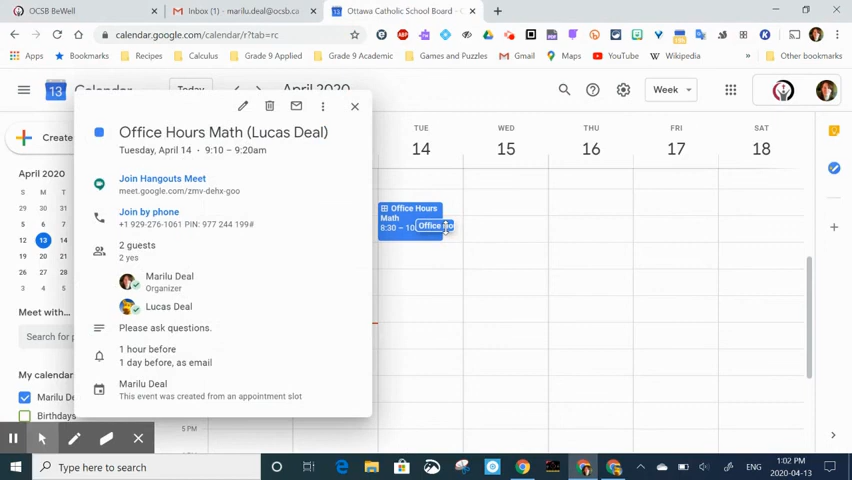 OCSB BeWell
Inbox (1) - marilu.deal@ocsb.ca
Ottawa Catholic School Board -
calendar.google.com/calendar/r?tab=rc
Apps
Bookmarks
Recipes
Calculus
Grade 9 Applied
Grade 9 Academic
Games and Puzzles
Gmail
Maps
YouTube
Wikipedia
Other bookmarks
13
Calendar
Today
April 2020
Week
Create
Office Hours Math (Lucas Deal)
Tuesday, April 14 · 9:10 – 9:20am
Join Hangouts Meet
meet.google.com/zmv-dehx-goo
Join by phone
+1 929-276-1061 PIN: 977 244 199#
2 guests
2 yes
Marilu Deal
Organizer
Lucas Deal
Please ask questions.
1 hour before
1 day before, as email
Marilu Deal
This event was created from an appointment slot
TUE
14
WED
15
THU
16
FRI
17
SAT
18
Office Hours
Math
8:30 – 10
Office
April 2020
S M T
29 30 31
5 6 7
12 13 14
19 20 21
26 27 28
3 4 5
Meet with...
Search for
My calendar
Marilu De
Birthdays
5 PM
Type here to search
ENG
1:02 PM
2020-04-13